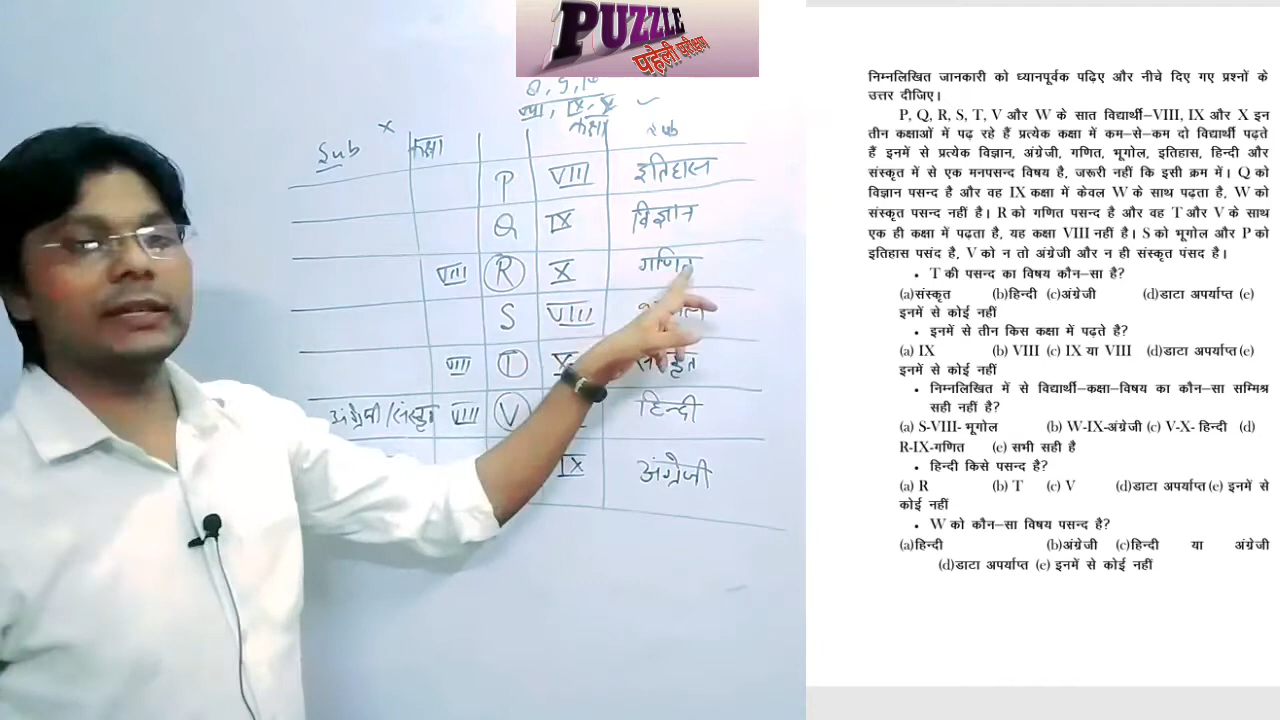 PUZZLE
पहेली परीक्षण
Sub × कक्षा कक्षा Sub
P VIII इतिहास
Q IX विज्ञान
VIII R X गणित
S VIII
VIII T X
अंग्रेजी/संस्कृत VIII V हिन्दी
IX अंग्रेजी
निम्नलिखित जानकारी को ध्यानपूर्वक पढ़िए और नीचे दिए गए प्रश्नों के
उत्तर दीजिए।
P, Q, R, S, T, V और W के सात विद्यार्थी–VIII, IX और X इन
तीन कक्षाओं में पढ़ रहे हैं प्रत्येक कक्षा में कम–से–कम दो विद्यार्थी पढ़ते
हैं इनमें से प्रत्येक विज्ञान, अंग्रेजी, गणित, भूगोल, इतिहास, हिन्दी और
संस्कृत में से एक मनपसन्द विषय है, जरूरी नहीं कि इसी क्रम में। Q को
विज्ञान पसन्द है और वह IX कक्षा में केवल W के साथ पढ़ता है, W को
संस्कृत पसन्द नहीं है। R को गणित पसन्द है और वह T और V के साथ
एक ही कक्षा में पढ़ता है, यह कक्षा VIII नहीं है। S को भूगोल और P को
इतिहास पसंद है, V को न तो अंग्रेजी और न ही संस्कृत पंसद है।
• T की पसन्द का विषय कौन–सा है?
(a)संस्कृत (b)हिन्दी (c)अंग्रेजी (d)डाटा अपर्याप्त (e)
इनमें से कोई नहीं
• इनमें से तीन किस कक्षा में पढ़ते है?
(a) IX (b) VIII (c) IX या VIII (d)डाटा अपर्याप्त(e)
इनमें से कोई नहीं
• निम्नलिखित में से विद्यार्थी–कक्षा–विषय का कौन–सा सम्मिश्र
सही नहीं है?
(a) S-VIII- भूगोल (b) W-IX-अंग्रेजी (c) V-X- हिन्दी (d)
R-IX-गणित (e) सभी सही है
• हिन्दी किसे पसन्द है?
(a) R (b) T (c) V (d)डाटा अपर्याप्त(e) इनमें से
कोई नहीं
• W को कौन–सा विषय पसन्द है?
(a)हिन्दी (b)अंग्रेजी (c)हिन्दी या अंग्रेजी
(d)डाटा अपर्याप्त (e) इनमें से कोई नहीं